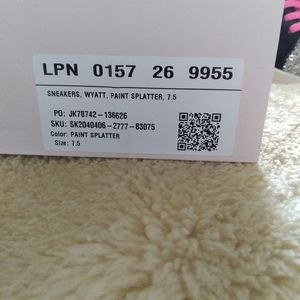 LPN 0157 26 9955
SNEAKERS, WYATT, PAINT SPLATTER, 7.5
PO: JK78742-136626
SKU: SK2040406-2777-83075
Color: PAINT SPLATTER
Size: 7.5